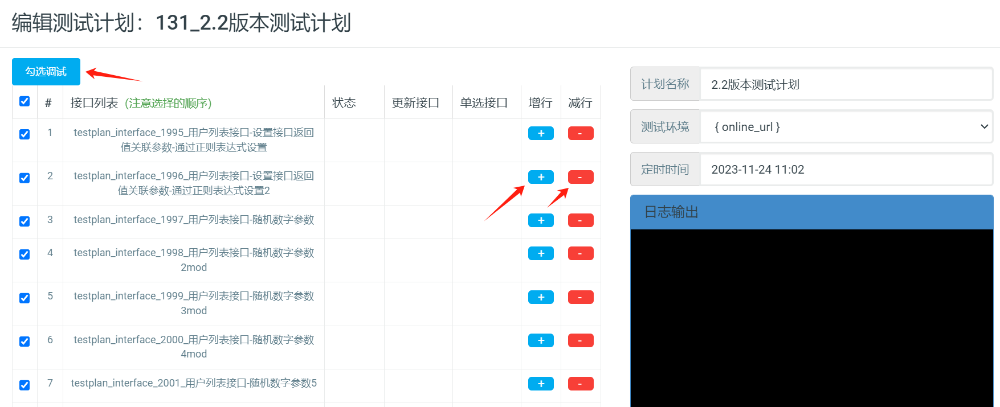 编辑测试计划：131_2.2版本测试计划
勾选调试
# 接口列表 (注意选择的顺序) 状态 更新接口 单选接口 增行 减行
1 testplan_interface_1995_用户列表接口-设置接口返回 + -
值关联参数-通过正则表达式设置
2 testplan_interface_1996_用户列表接口-设置接口返回 + -
值关联参数-通过正则表达式设置2
3 testplan_interface_1997_用户列表接口-随机数字参数 + -
4 testplan_interface_1998_用户列表接口-随机数字参数 + -
2mod
5 testplan_interface_1999_用户列表接口-随机数字参数 + -
3mod
6 testplan_interface_2000_用户列表接口-随机数字参数 + -
4mod
7 testplan_interface_2001_用户列表接口-随机数字参数5 + -
计划名称 2.2版本测试计划
测试环境 { online_url }
定时时间 2023-11-24 11:02
日志输出